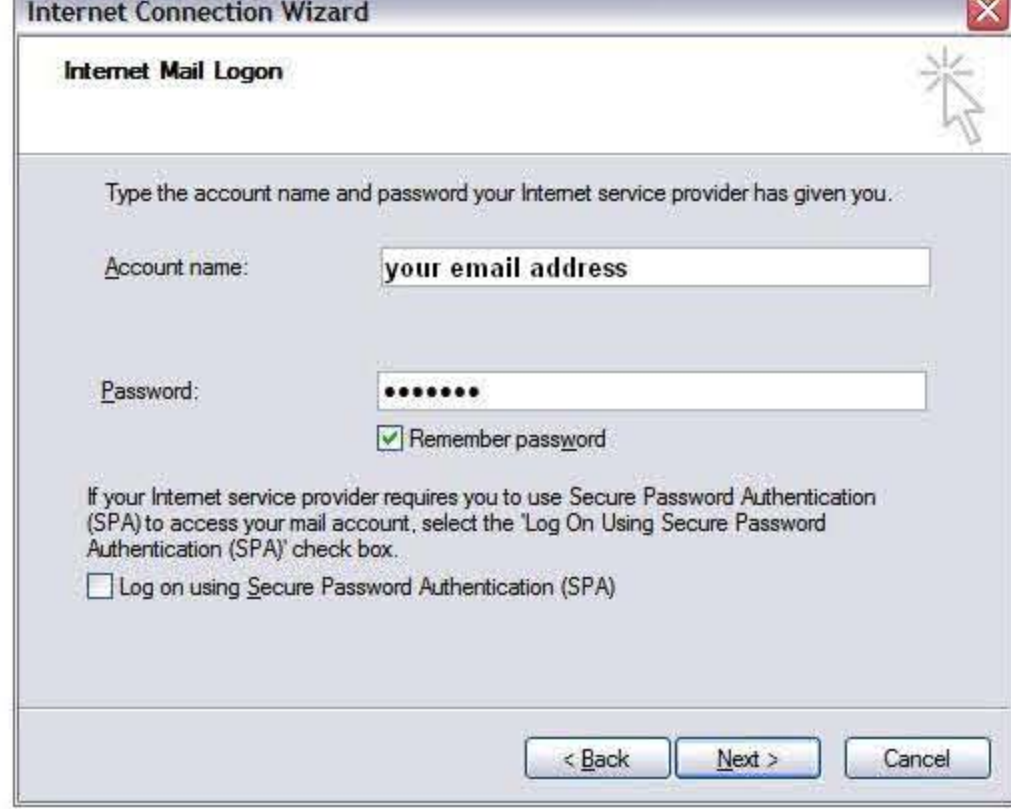 Internet Connection Wizard
Internet Mail Logon
Type the account name and password your Internet service provider has given you.
Account name:
your email address
Password:
•••••••
Remember password
If your Internet service provider requires you to use Secure Password Authentication
(SPA) to access your mail account, select the 'Log On Using Secure Password
Authentication (SPA)' check box.
Log on using Secure Password Authentication (SPA)
< Back
Next >
Cancel